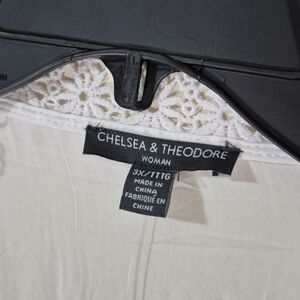 CHELSEA & THEODORE
WOMAN
3X/TTTG
MADE IN
CHINA
FABRIQUÉ EN
CHINE